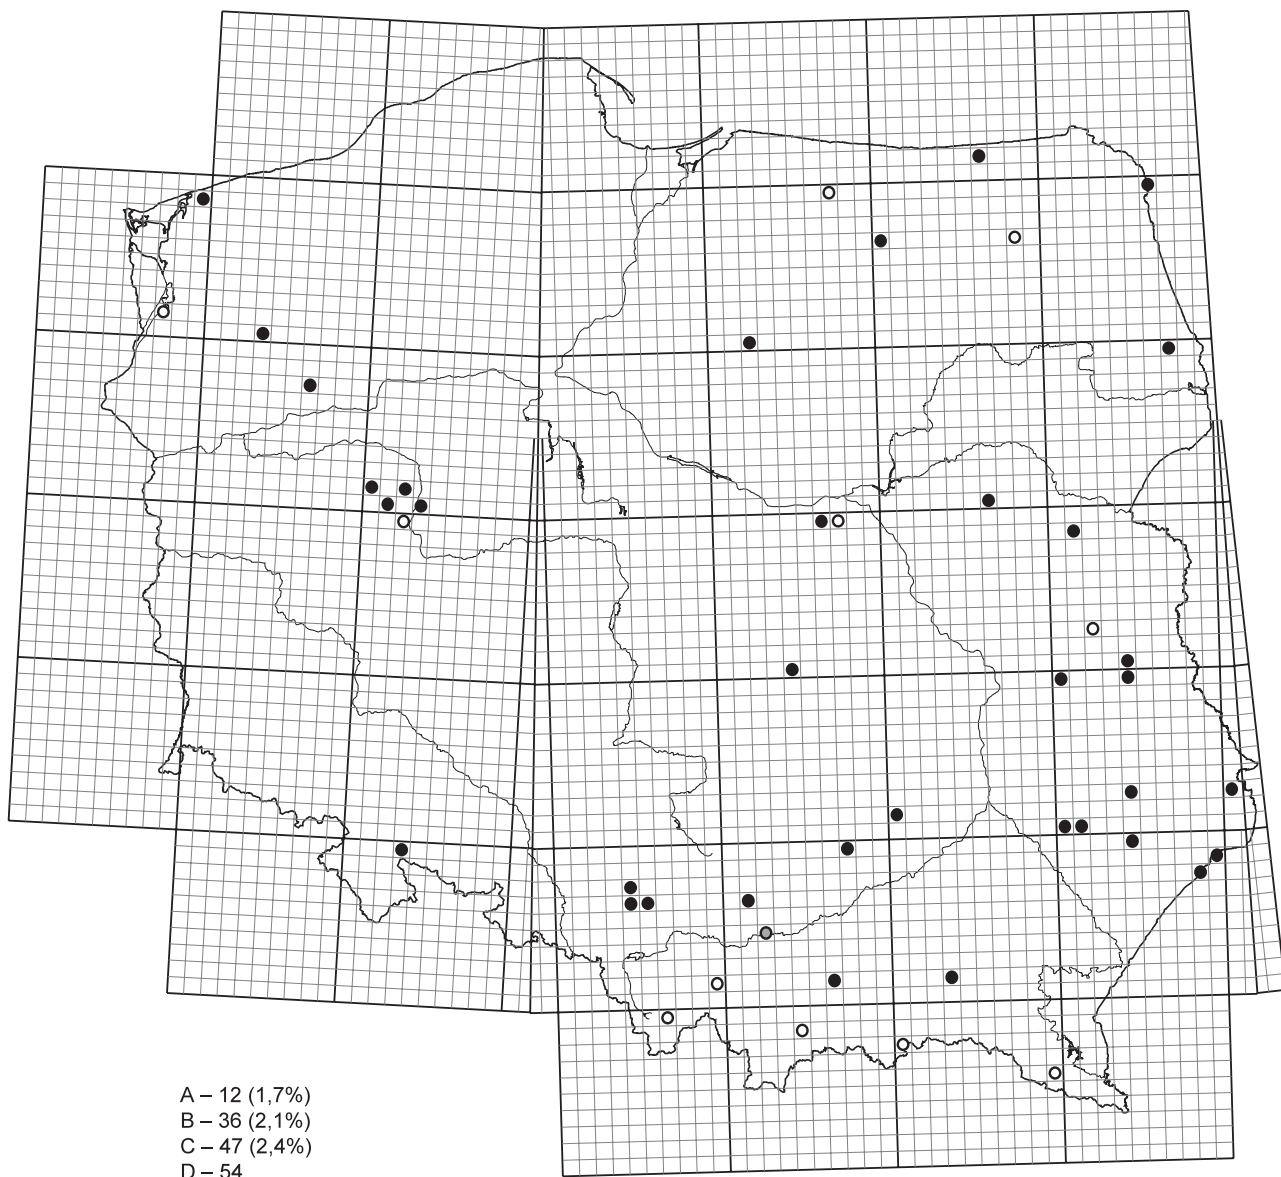 A – 12 (1,7%)
B – 36 (2,1%)
C – 47 (2,4%)
D – 54